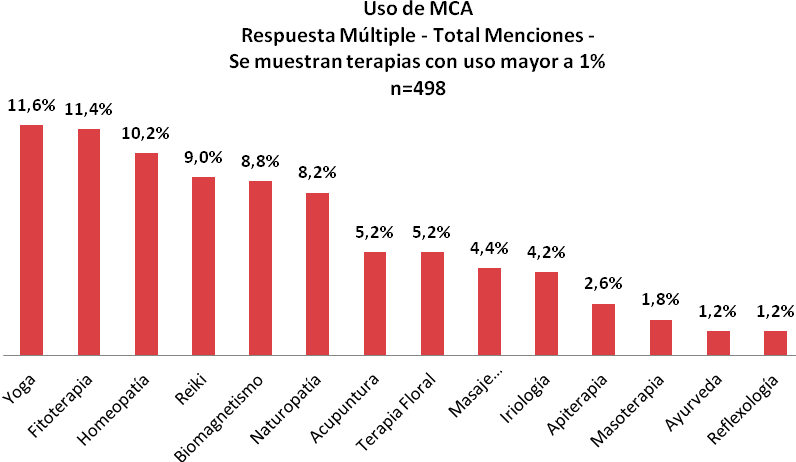 Uso de MCA
Respuesta Múltiple - Total Menciones -
Se muestran terapias con uso mayor a 1%
n=498
11,6%
11,4%
10,2%
9,0%
8,8%
8,2%
5,2%
5,2%
4,4%
4,2%
2,6%
1,8%
1,2%
1,2%
Yoga
Fitoterapia
Homeopatía
Reiki
Biomagnetismo
Naturopatía
Acupuntura
Terapia Floral
Masaje...
Iriología
Apiterapia
Masoterapia
Ayurveda
Reflexología